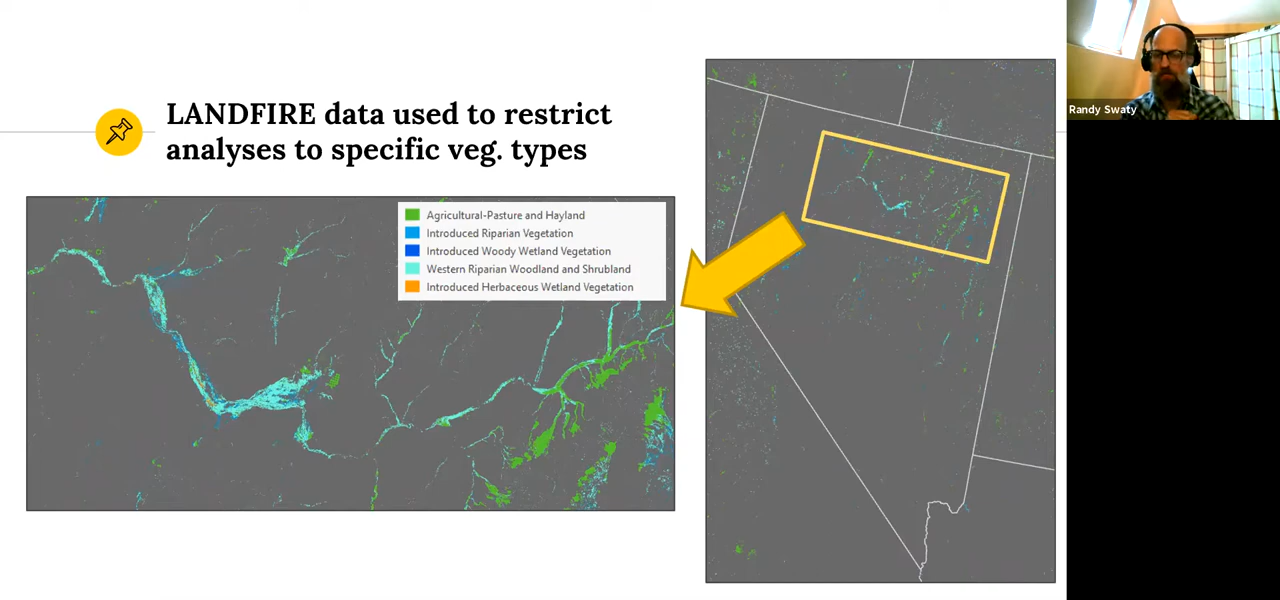 LANDFIRE data used to restrict
analyses to specific veg. types
Agricultural-Pasture and Hayland
Introduced Riparian Vegetation
Introduced Woody Wetland Vegetation
Western Riparian Woodland and Shrubland
Introduced Herbaceous Wetland Vegetation
Randy Swaty